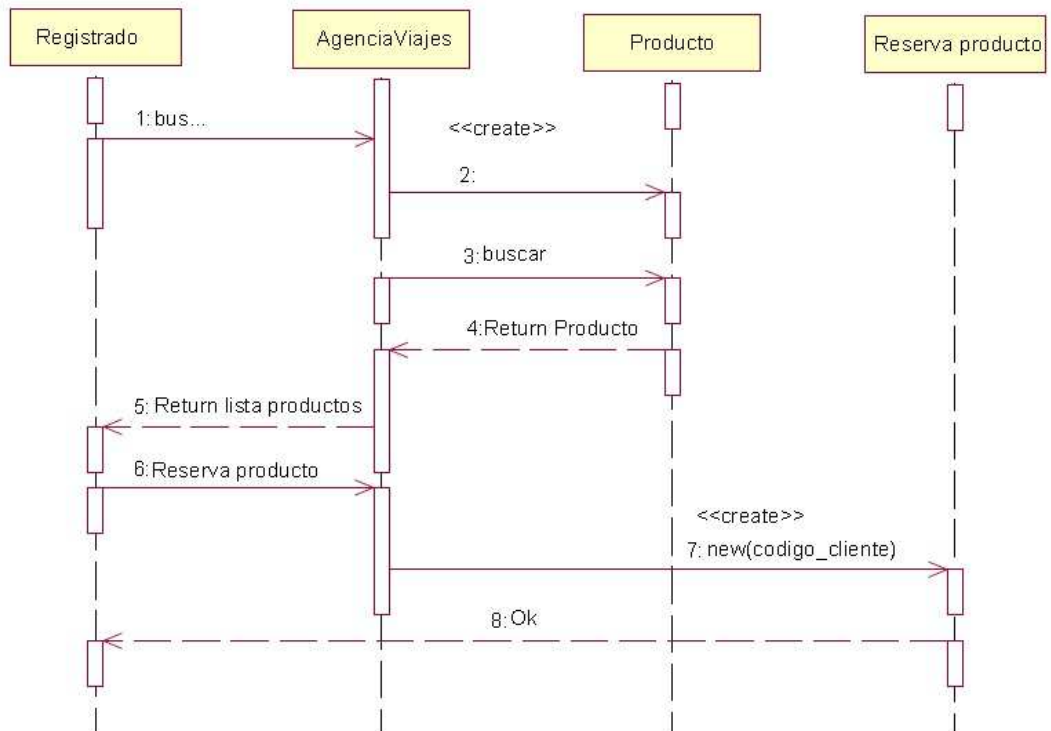 Registrado
AgenciaViajes
Producto
Reserva producto
1: bus...
<<create>>
2:
3: buscar
4:Return Producto
5: Return lista productos
6: Reserva producto
<<create>>
7: new(codigo_cliente)
8: Ok